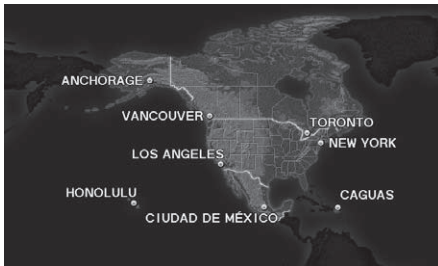 ANCHORAGE
VANCOUVER
TORONTO
NEW YORK
LOS ANGELES
HONOLULU
CAGUAS
CIUDAD DE MÉXICO